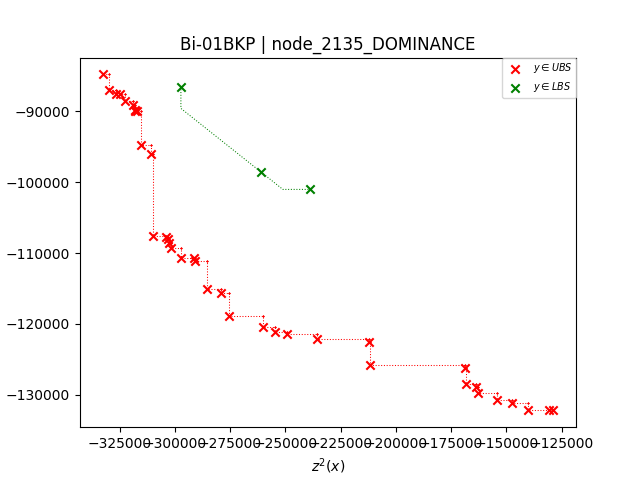 Bi-01BKP | node_2135_DOMINANCE
y ∈ UBS
y ∈ LBS
−90000
−100000
−110000
−120000
−130000
−325000 −300000 −275000 −250000 −225000 −200000 −175000 −150000 −125000
z²(x)